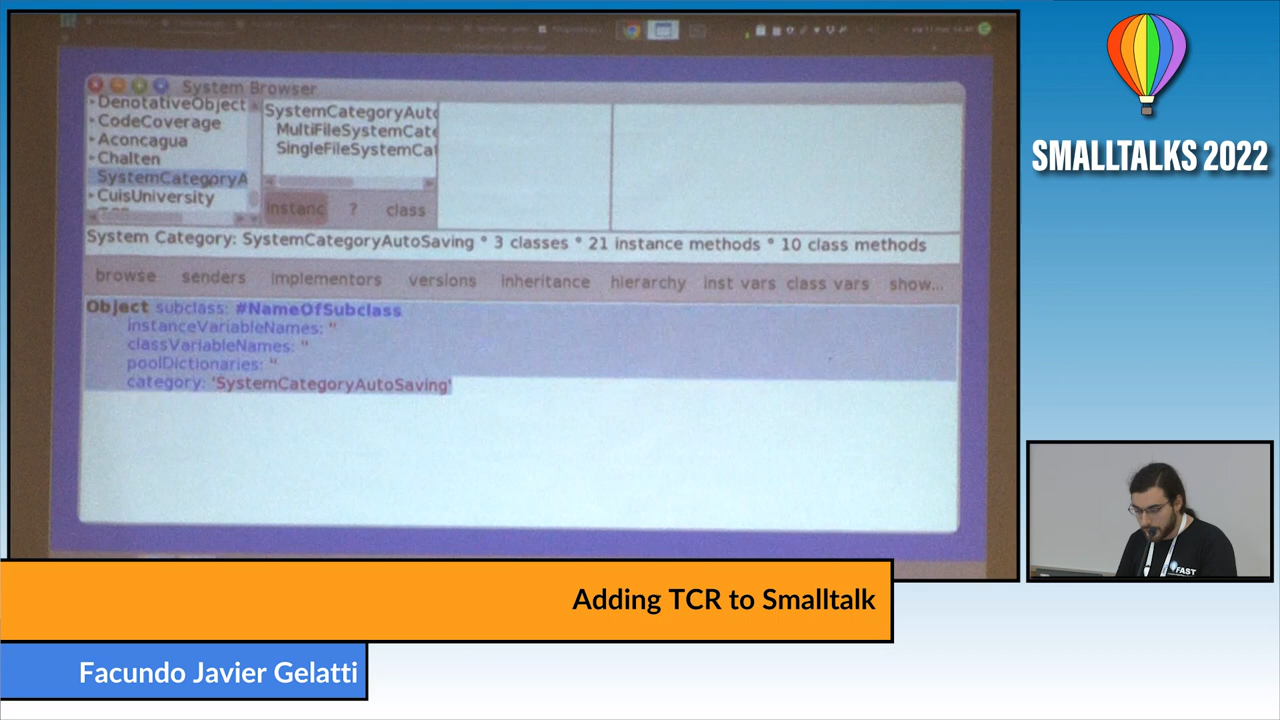 System Browser
DenotativeObject
CodeCoverage
Aconcagua
Chalten
SystemCategoryA
CuisUniversity
SystemCategoryAuto
MultiFileSystemCate
SingleFileSystemCat
instanc ? class
System Category: SystemCategoryAutoSaving * 3 classes * 21 instance methods * 10 class methods
browse senders implementors versions inheritance hierarchy inst vars class vars show...
Object subclass: #NameOfSubclass
instanceVariableNames: ''
classVariableNames: ''
poolDictionaries: ''
category: 'SystemCategoryAutoSaving'
SMALLTALKS 2022
FAST
Adding TCR to Smalltalk
Facundo Javier Gelatti